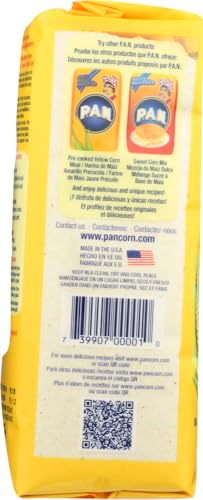 Try other P.A.N. products:
Pruebe las otros productos que P.A.N. ofrece:
Découvrez les autres produits proposés par P.A.N.
P.A.N.
P.A.N.
Pre-cooked Yellow Corn
Meal / Harina de Maíz
Amarillo Precocida / Farine
de Maïs Jaune Précuite
Sweet Corn Mix
Mezcla de Maíz Dulce
Mélange Sucré à
Base de Maïs
And enjoy delicious and unique recipes!
¡Y disfruta de deliciosas y únicas recetas!
Et profitez de recettes originales
et délicieuses!
Contact us: · Contáctenos: · Contactez-nous:
www.pancorn.com
MADE IN THE U.S.A
HECHO EN EE UU.
FABRIQUÉ AUX É U
KEEP IN A CLEAN, DRY AND COOL PLACE
MANTENGASE EN UN LUGAR LIMPIO, SECO Y FRESCO
GARDER DANS UN ENDROIT PROPRE, SEC ET FRAIS
7 39907 00001 0
For more delicious recipes visit www.pancorn.com
or scan QR code
Para otras deliciosas recetas visita www.pancorn.com
o escanea el código QR
Plus d'idées de recettes sur www.pancorn.com
ou scannez le code QR